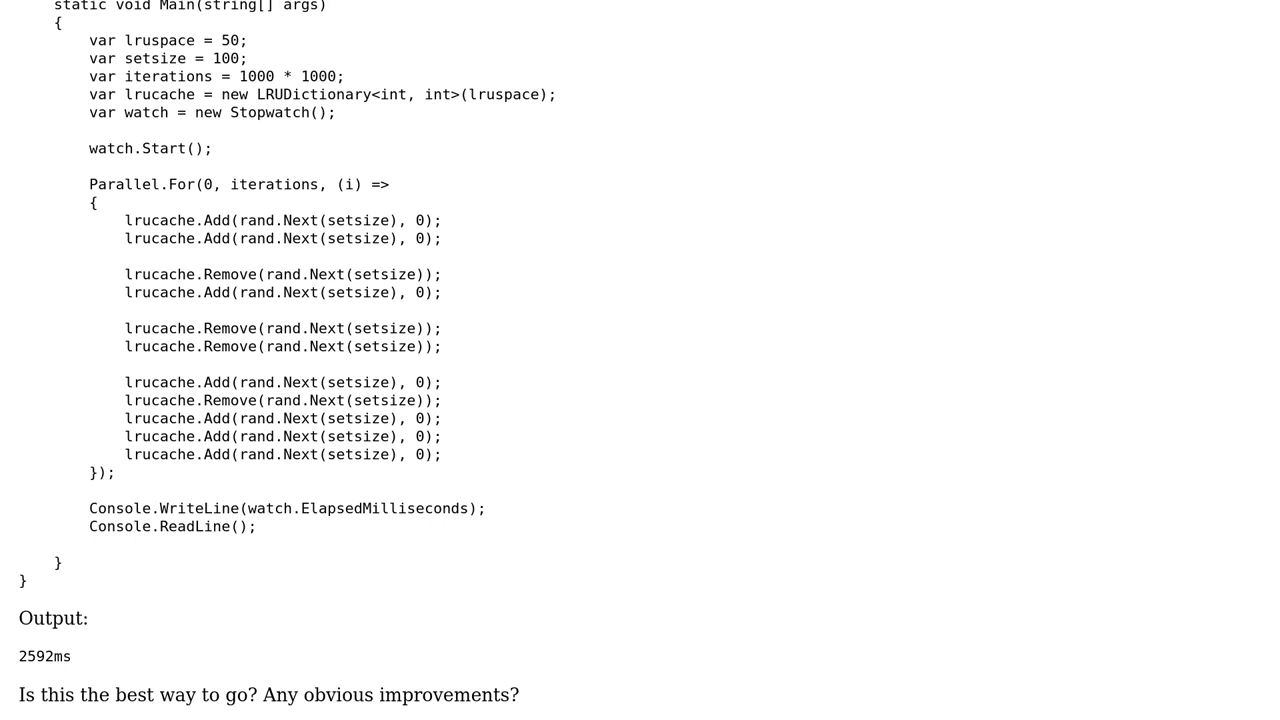 static void Main(string[] args)
{
var lruspace = 50;
var setsize = 100;
var iterations = 1000 * 1000;
var lrucache = new LRUDictionary<int, int>(lruspace);
var watch = new Stopwatch();
watch.Start();
Parallel.For(0, iterations, (i) =>
{
lrucache.Add(rand.Next(setsize), 0);
lrucache.Add(rand.Next(setsize), 0);
lrucache.Remove(rand.Next(setsize));
lrucache.Add(rand.Next(setsize), 0);
lrucache.Remove(rand.Next(setsize));
lrucache.Remove(rand.Next(setsize));
lrucache.Add(rand.Next(setsize), 0);
lrucache.Remove(rand.Next(setsize));
lrucache.Add(rand.Next(setsize), 0);
lrucache.Add(rand.Next(setsize), 0);
lrucache.Add(rand.Next(setsize), 0);
});
Console.WriteLine(watch.ElapsedMilliseconds);
Console.ReadLine();
}
}
Output:
2592ms
Is this the best way to go? Any obvious improvements?